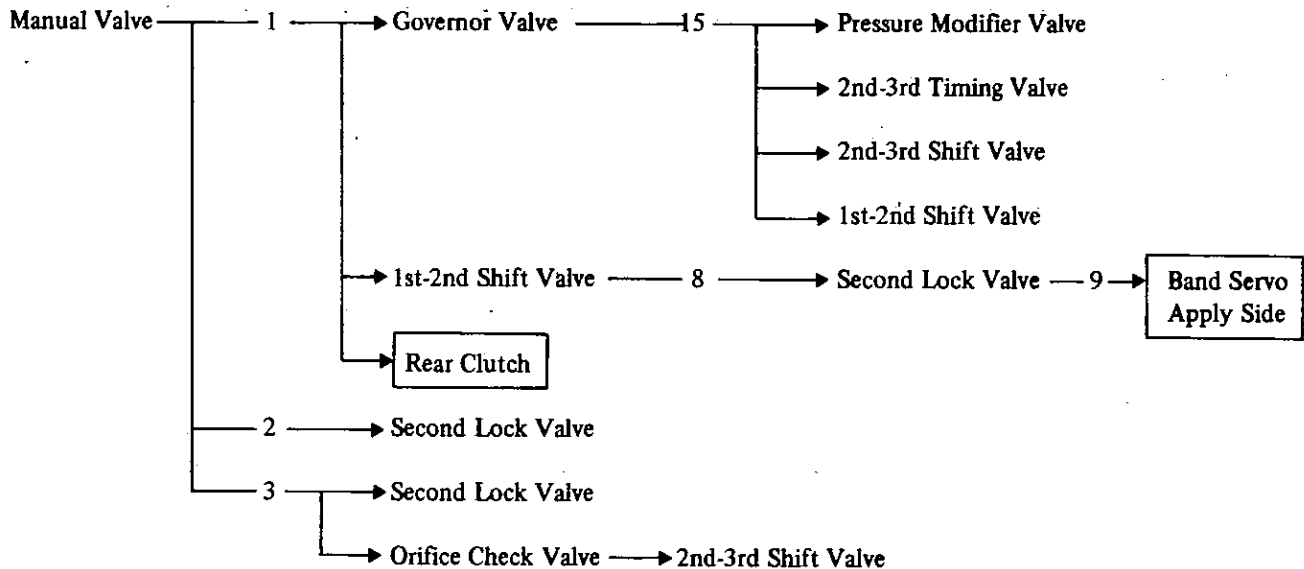 Manual Valve 1 Governor Valve 15 Pressure Modifier Valve
2nd-3rd Timing Valve
2nd-3rd Shift Valve
1st-2nd Shift Valve
1st-2nd Shift Valve 8 Second Lock Valve 9 Band Servo
Apply Side
Rear Clutch
2 Second Lock Valve
3 Second Lock Valve
Orifice Check Valve 2nd-3rd Shift Valve